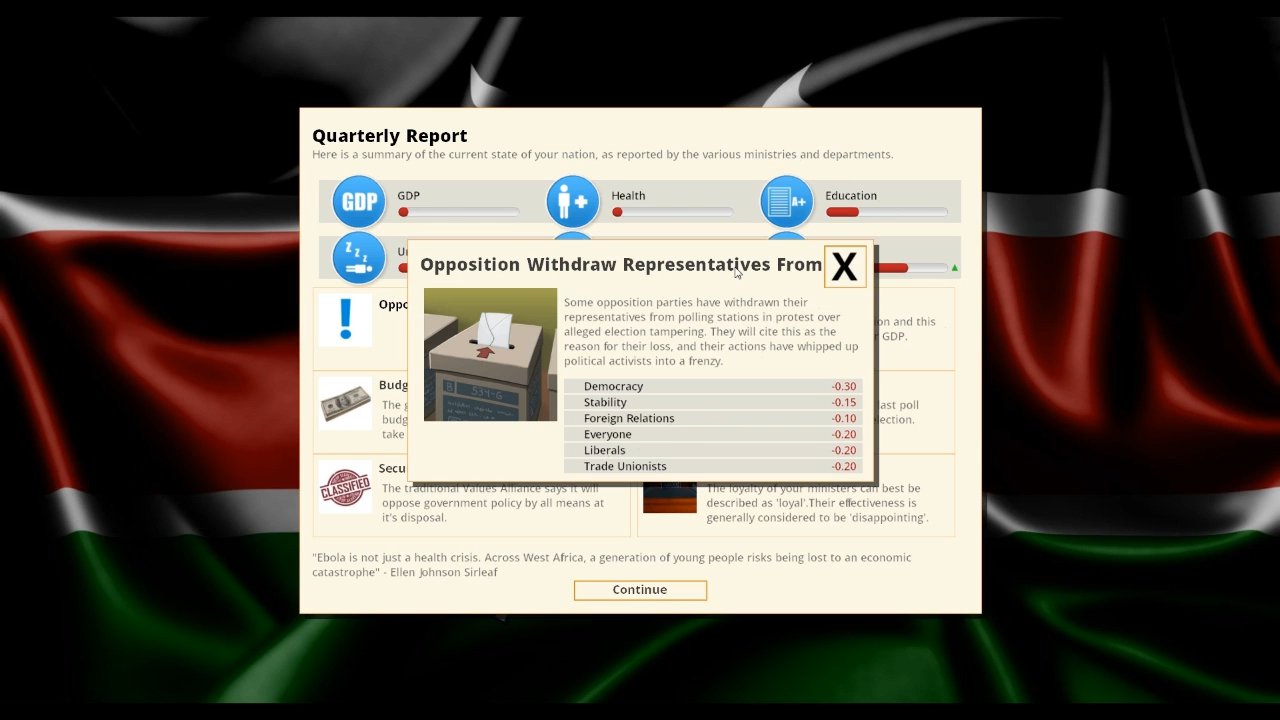 Quarterly Report
Here is a summary of the current state of your nation, as reported by the various ministries and departments.
GDP
GDP
Health
A+
Education
Z Z Z
Opposition Withdraw Representatives From
X
Some opposition parties have withdrawn their
representatives from polling stations in protest over
alleged election tampering. They will cite this as the
reason for their loss, and their actions have whipped up
political activists into a frenzy.
Democracy -0.30
Stability -0.15
Foreign Relations -0.10
Everyone -0.20
Liberals -0.20
Trade Unionists -0.20
B 534-G
and this
GDP.
The
last poll
take
CLASSIFIED
The traditional Values Alliance says it will
oppose government policy by all means at
it's disposal.
The loyalty of your ministers can best be
described as 'loyal'.Their effectiveness is
generally considered to be 'disappointing'.
"Ebola is not just a health crisis. Across West Africa, a generation of young people risks being lost to an economic
catastrophe" - Ellen Johnson Sirleaf
Continue